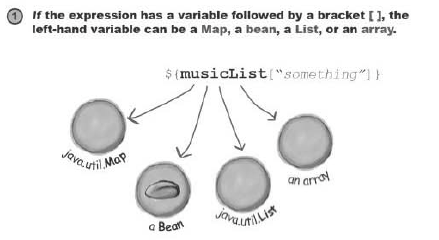 1 If the expression has a variable followed by a bracket [ ], the
left-hand variable can be a Map, a bean, a List, or an array.
${musicList["something"]}
java.util.Map
a Bean
java.util.List
an array